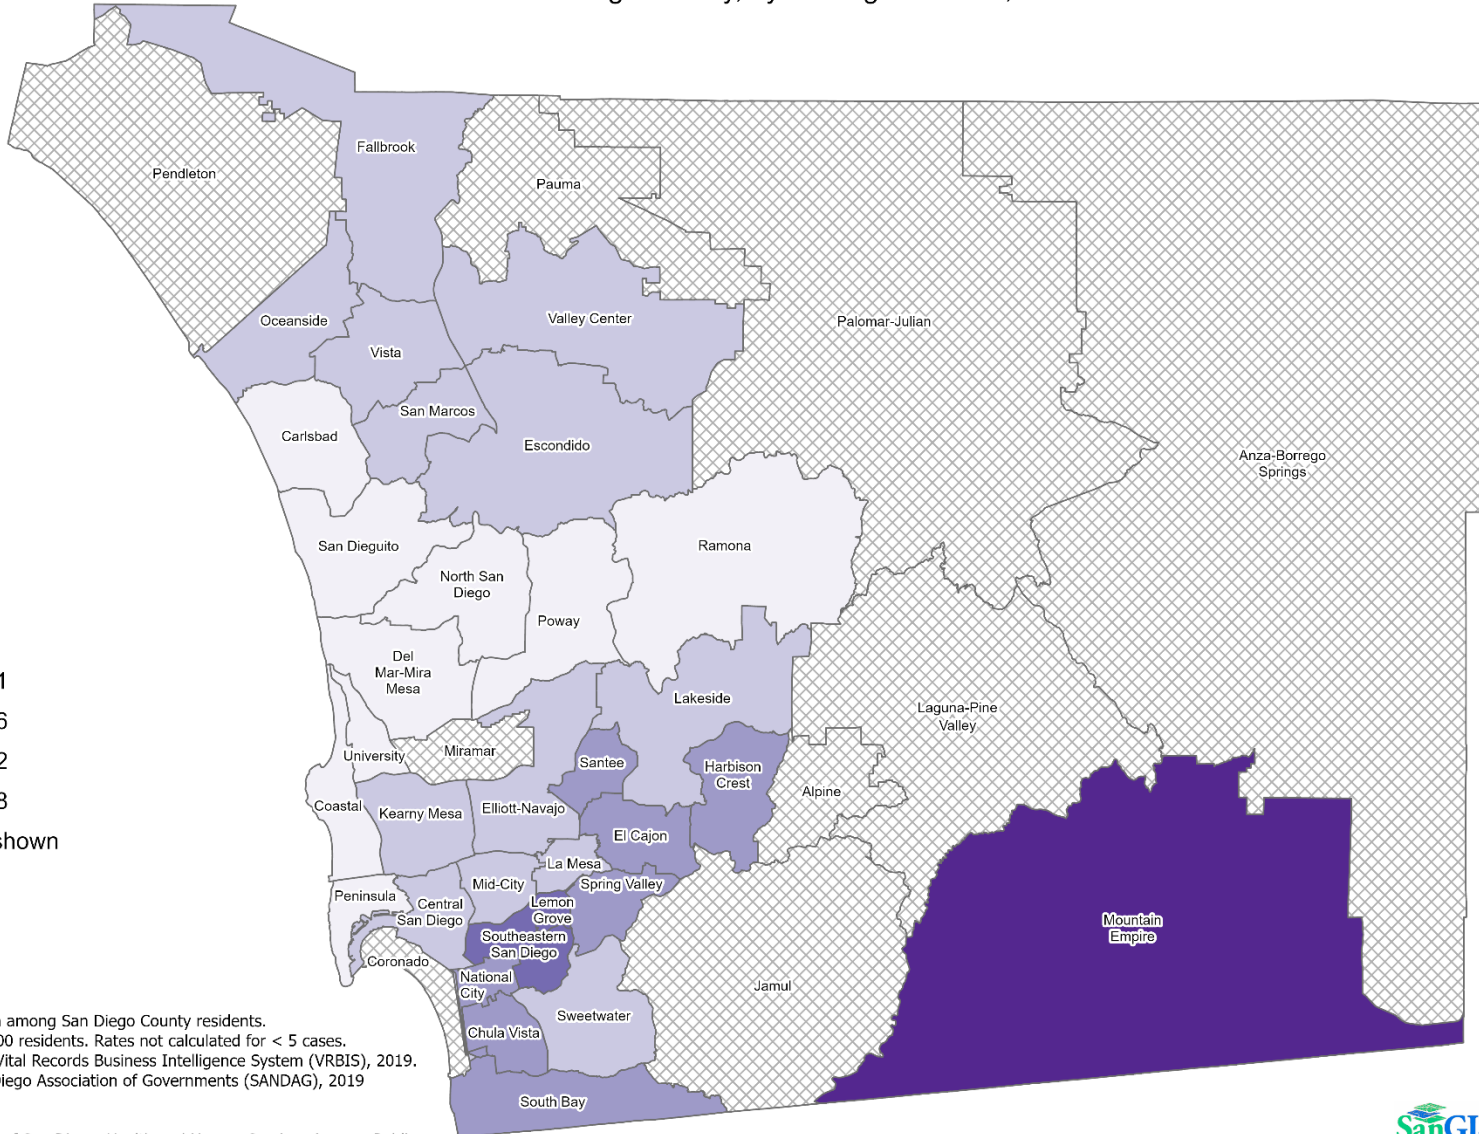 Fallbrook
Pendleton
Pauma
Oceanside
Valley Center
Palomar-Julian
Vista
San Marcos
Carlsbad
Escondido
Anza-Borrego
Springs
San Dieguito
Ramona
North San
Diego
Poway
Del
Mar-Mira
Mesa
1
Lakeside
Laguna-Pine
Valley
6
University
Miramar
Santee
Harbison
Crest
2
Alpine
Coastal
Kearny Mesa
Elliott-Navajo
8
El Cajon
shown
La Mesa
Mid-City
Spring Valley
Peninsula
Central
San Diego
Lemon
Grove
Southeastern
San Diego
Mountain
Empire
Coronado
National
City
Jamul
Sweetwater
Chula Vista
among San Diego County residents.
00 residents. Rates not calculated for < 5 cases.
Vital Records Business Intelligence System (VRBIS), 2019.
Diego Association of Governments (SANDAG), 2019
South Bay